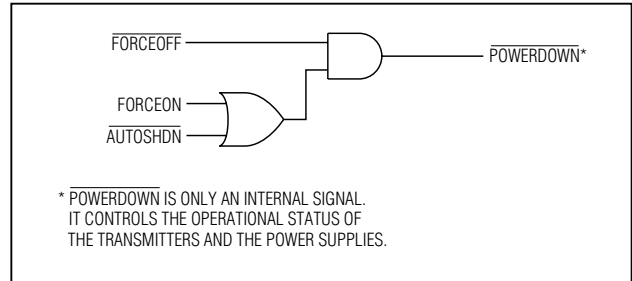 FORCEOFF
POWERDOWN*
FORCEON
AUTOSHDN
* POWERDOWN IS ONLY AN INTERNAL SIGNAL.
IT CONTROLS THE OPERATIONAL STATUS OF
THE TRANSMITTERS AND THE POWER SUPPLIES.